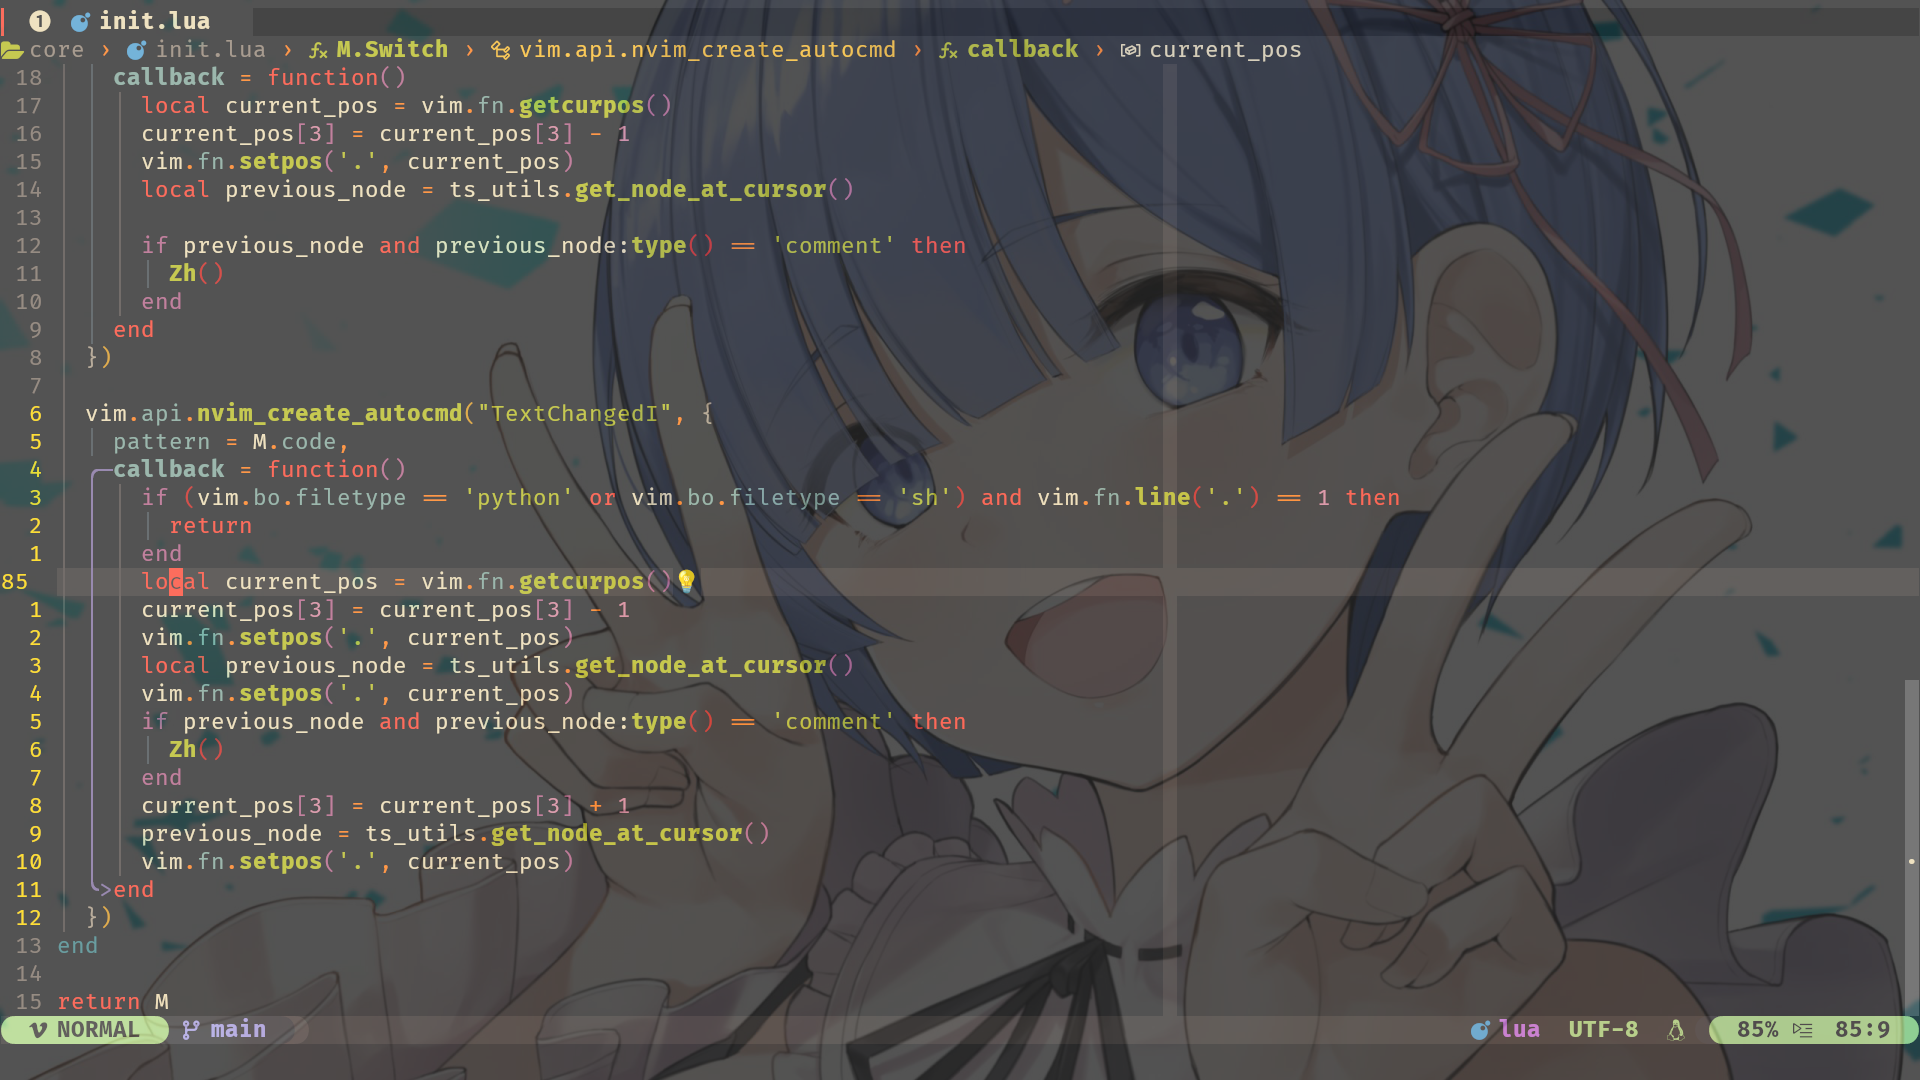 1 init.lua
core › init.lua › M.Switch › vim.api.nvim_create_autocmd › callback › current_pos
18 callback = function()
17 local current_pos = vim.fn.getcurpos()
16 current_pos[3] = current_pos[3] - 1
15 vim.fn.setpos('.', current_pos)
14 local previous_node = ts_utils.get_node_at_cursor()
13
12 if previous_node and previous_node:type() == 'comment' then
11 Zh()
10 end
9 end
8 })
7
6 vim.api.nvim_create_autocmd("TextChangedI", {
5 pattern = M.code,
4 callback = function()
3 if (vim.bo.filetype == 'python' or vim.bo.filetype == 'sh') and vim.fn.line('.') == 1 then
2 return
1 end
85 local current_pos = vim.fn.getcurpos()
1 current_pos[3] = current_pos[3] - 1
2 vim.fn.setpos('.', current_pos)
3 local previous_node = ts_utils.get_node_at_cursor()
4 vim.fn.setpos('.', current_pos)
5 if previous_node and previous_node:type() == 'comment' then
6 Zh()
7 end
8 current_pos[3] = current_pos[3] + 1
9 previous_node = ts_utils.get_node_at_cursor()
10 vim.fn.setpos('.', current_pos)
11 end
12 })
13 end
14
15 return M
NORMAL main lua UTF-8 85% 85:9